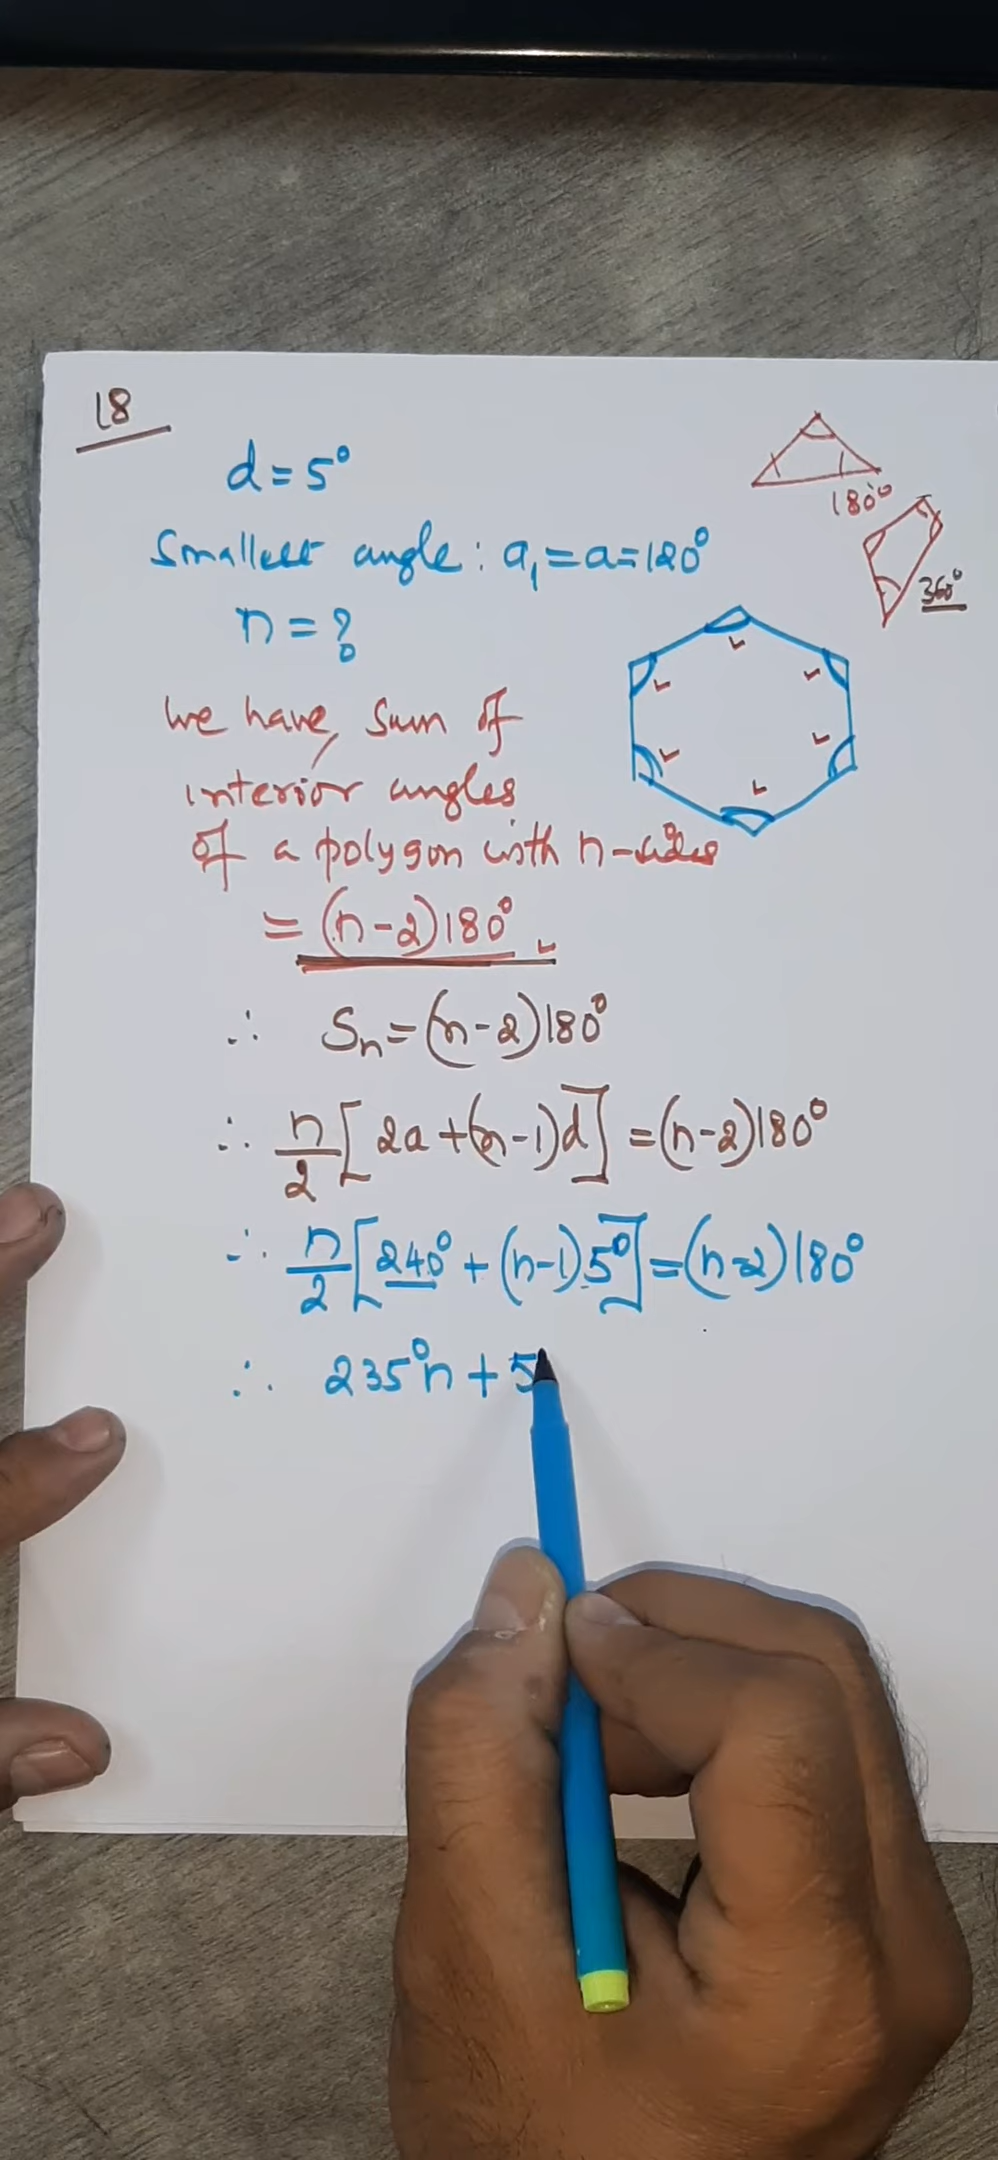 18
d = 5°
Smallest angle : a₁ = a = 120°
n = ?
180°
360°
we have, sum of
interior angles
of a polygon with n-sides
= (n-2)180°
∴ Sn = (n-2)180°
∴ n/2 [2a + (n-1)d] = (n-2)180°
∴ n/2 [240° + (n-1)5°] = (n-2)180°
∴ 235°n + 5